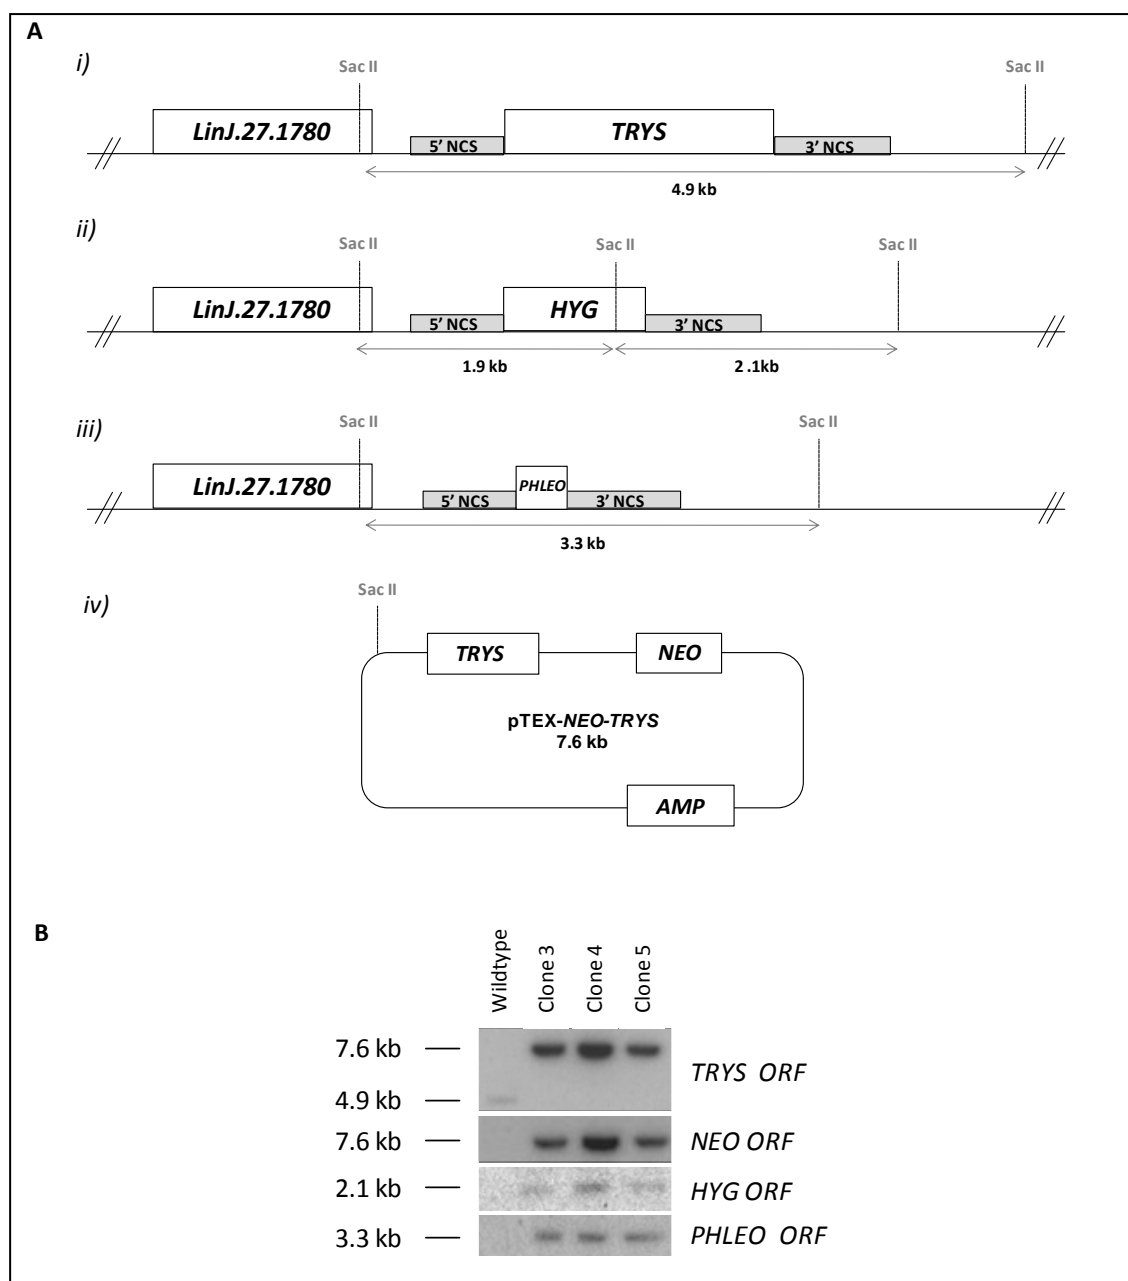 A
i)
Sac II
Sac II
LinJ.27.1780
5' NCS
TRYS
3' NCS
4.9 kb
ii)
Sac II
Sac II
Sac II
LinJ.27.1780
5' NCS
HYG
3' NCS
1.9 kb
2 .1kb
iii)
Sac II
Sac II
LinJ.27.1780
5' NCS
PHLEO
3' NCS
3.3 kb
iv)
Sac II
TRYS
NEO
pTEX-NEO-TRYS
7.6 kb
AMP
B
Wildtype
Clone 3
Clone 4
Clone 5
7.6 kb
4.9 kb
TRYS ORF
7.6 kb
NEO ORF
2.1 kb
HYG ORF
3.3 kb
PHLEO ORF